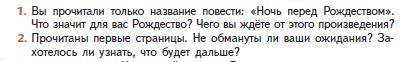 1. Вы прочитали только название повести: «Ночь перед Рождеством».
Что значит для вас Рождество? Чего вы ждёте от этого произведения?
2. Прочитаны первые страницы. Не обмануты ли ваши ожидания? За-
хотелось ли узнать, что будет дальше?